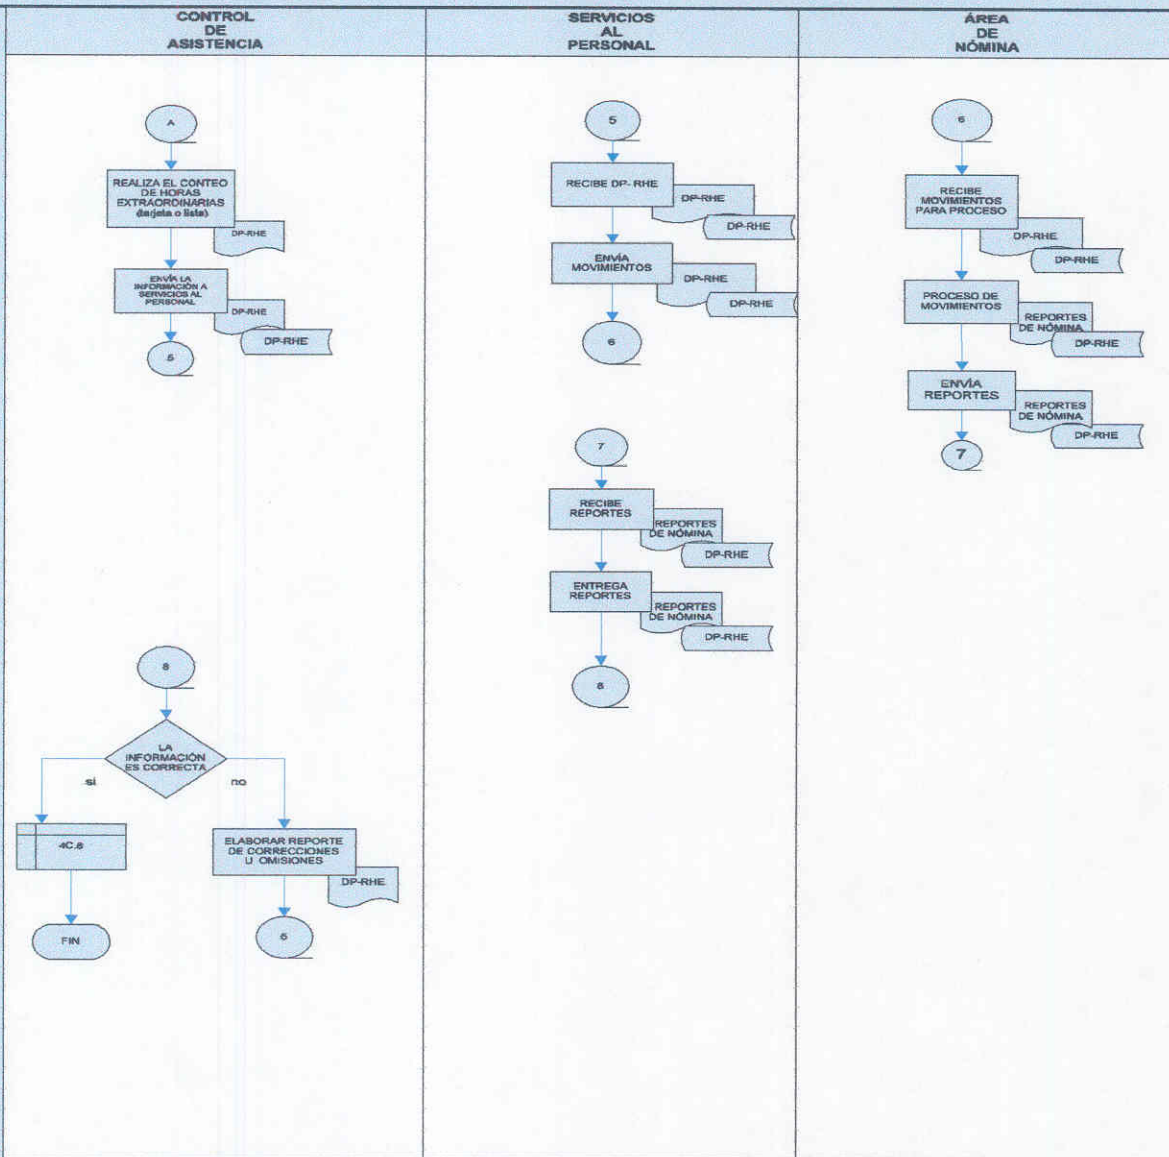 CONTROL
DE
ASISTENCIA
SERVICIOS
AL
PERSONAL
ÁREA
DE
NÓMINA
A
REALIZA EL CONTEO
DE HORAS
EXTRAORDINARIAS
(tarjeta o lista)
DP-RHE
ENVÍA LA
INFORMACIÓN A
SERVICIOS AL
PERSONAL
DP-RHE
DP-RHE
5
8
LA
INFORMACIÓN
ES CORRECTA
si
no
4C.6
FIN
ELABORAR REPORTE
DE CORRECCIONES
U OMISIONES
DP-RHE
5
RECIBE DP- RHE
DP-RHE
DP-RHE
ENVÍA
MOVIMIENTOS
DP-RHE
DP-RHE
6
7
RECIBE
REPORTES
REPORTES
DE NÓMINA
DP-RHE
ENTREGA
REPORTES
REPORTES
DE NÓMINA
DP-RHE
8
6
RECIBE
MOVIMIENTOS
PARA PROCESO
DP-RHE
DP-RHE
PROCESO DE
MOVIMIENTOS
REPORTES
DE NÓMINA
DP-RHE
ENVÍA
REPORTES
REPORTES
DE NÓMINA
DP-RHE
7